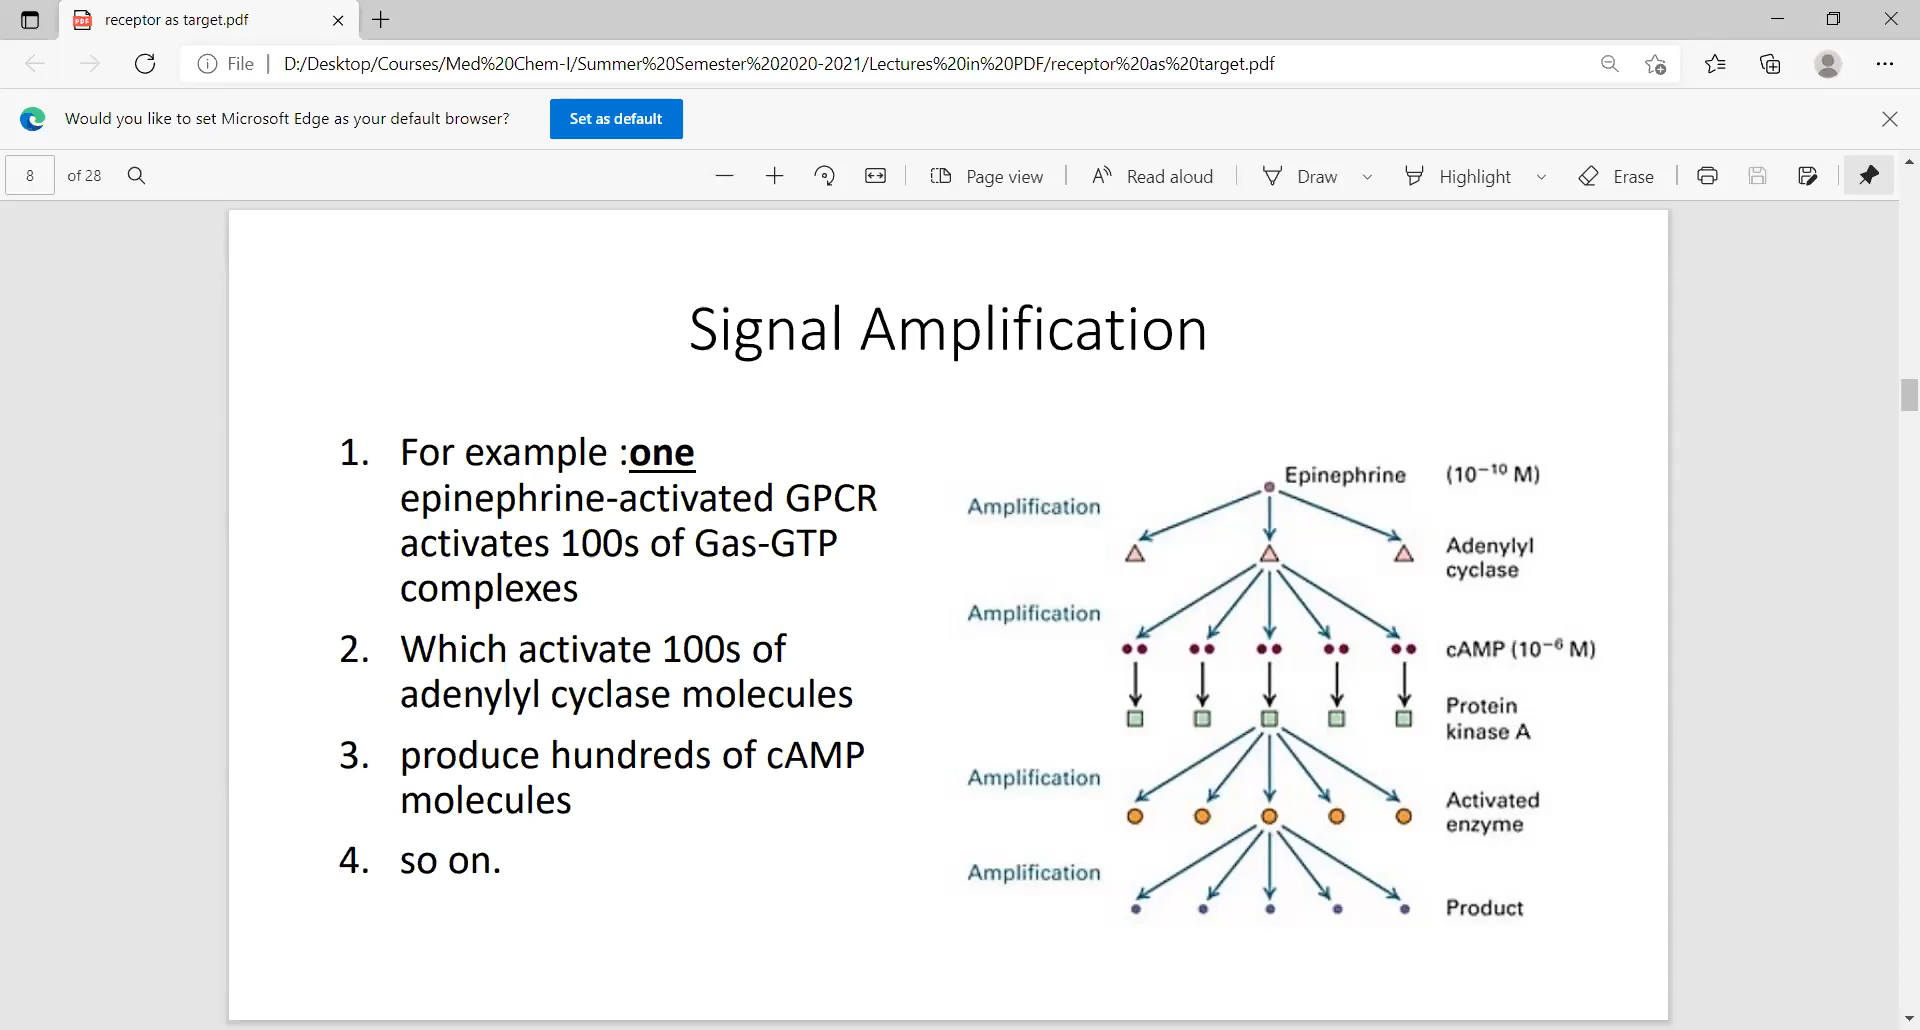 receptor as target.pdf
File
D:/Desktop/Courses/Med%20Chem-I/Summer%20Semester%202020-2021/Lectures%20in%20PDF/receptor%20as%20target.pdf
Would you like to set Microsoft Edge as your default browser?
Set as default
8 of 28
Page view
Read aloud
Draw
Highlight
Erase
Signal Amplification
1. For example :one
epinephrine-activated GPCR
activates 100s of Gas-GTP
complexes
2. Which activate 100s of
adenylyl cyclase molecules
3. produce hundreds of cAMP
molecules
4. so on.
Epinephrine (10⁻¹⁰ M)
Amplification
Adenylyl
cyclase
Amplification
cAMP (10⁻⁶ M)
Protein
kinase A
Amplification
Activated
enzyme
Amplification
Product